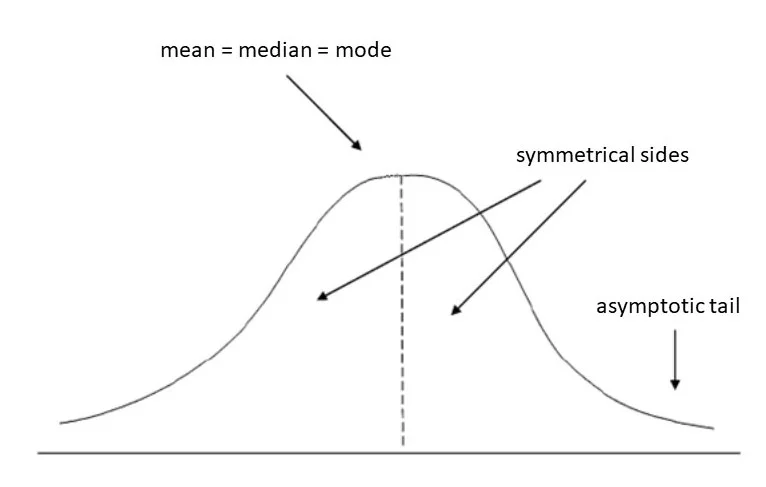 mean = median = mode
symmetrical sides
asymptotic tail